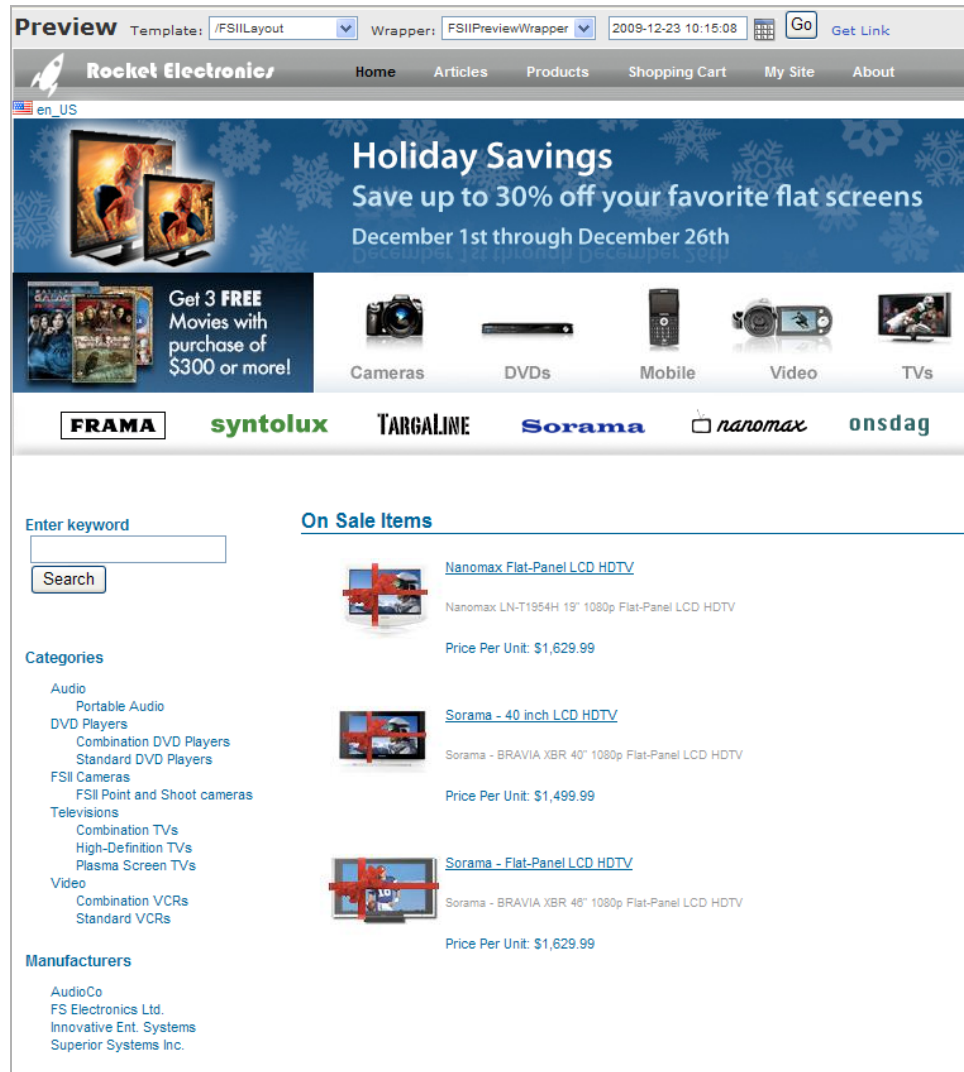 Preview Template: /FSIILayout Wrapper: FSIIPreviewWrapper 2009-12-23 10:15:08 Go Get Link
Rocket Electronics Home Articles Products Shopping Cart My Site About
en_US
Holiday Savings
Save up to 30% off your favorite flat screens
December 1st through December 26th
Get 3 FREE
Movies with
purchase of
$300 or more!
Cameras DVDs Mobile Video TVs
FRAMA syntolux TARGALINE Sorama nanomax onsdag
Enter keyword
Search
Categories
Audio
Portable Audio
DVD Players
Combination DVD Players
Standard DVD Players
FSII Cameras
FSII Point and Shoot cameras
Televisions
Combination TVs
High-Definition TVs
Plasma Screen TVs
Video
Combination VCRs
Standard VCRs
Manufacturers
AudioCo
FS Electronics Ltd.
Innovative Ent. Systems
Superior Systems Inc.
On Sale Items
Nanomax Flat-Panel LCD HDTV
Nanomax LN-T1954H 19" 1080p Flat-Panel LCD HDTV
Price Per Unit: $1,629.99
Sorama - 40 inch LCD HDTV
Sorama - BRAVIA XBR 40" 1080p Flat-Panel LCD HDTV
Price Per Unit: $1,499.99
Sorama - Flat-Panel LCD HDTV
Sorama - BRAVIA XBR 46" 1080p Flat-Panel LCD HDTV
Price Per Unit: $1,629.99